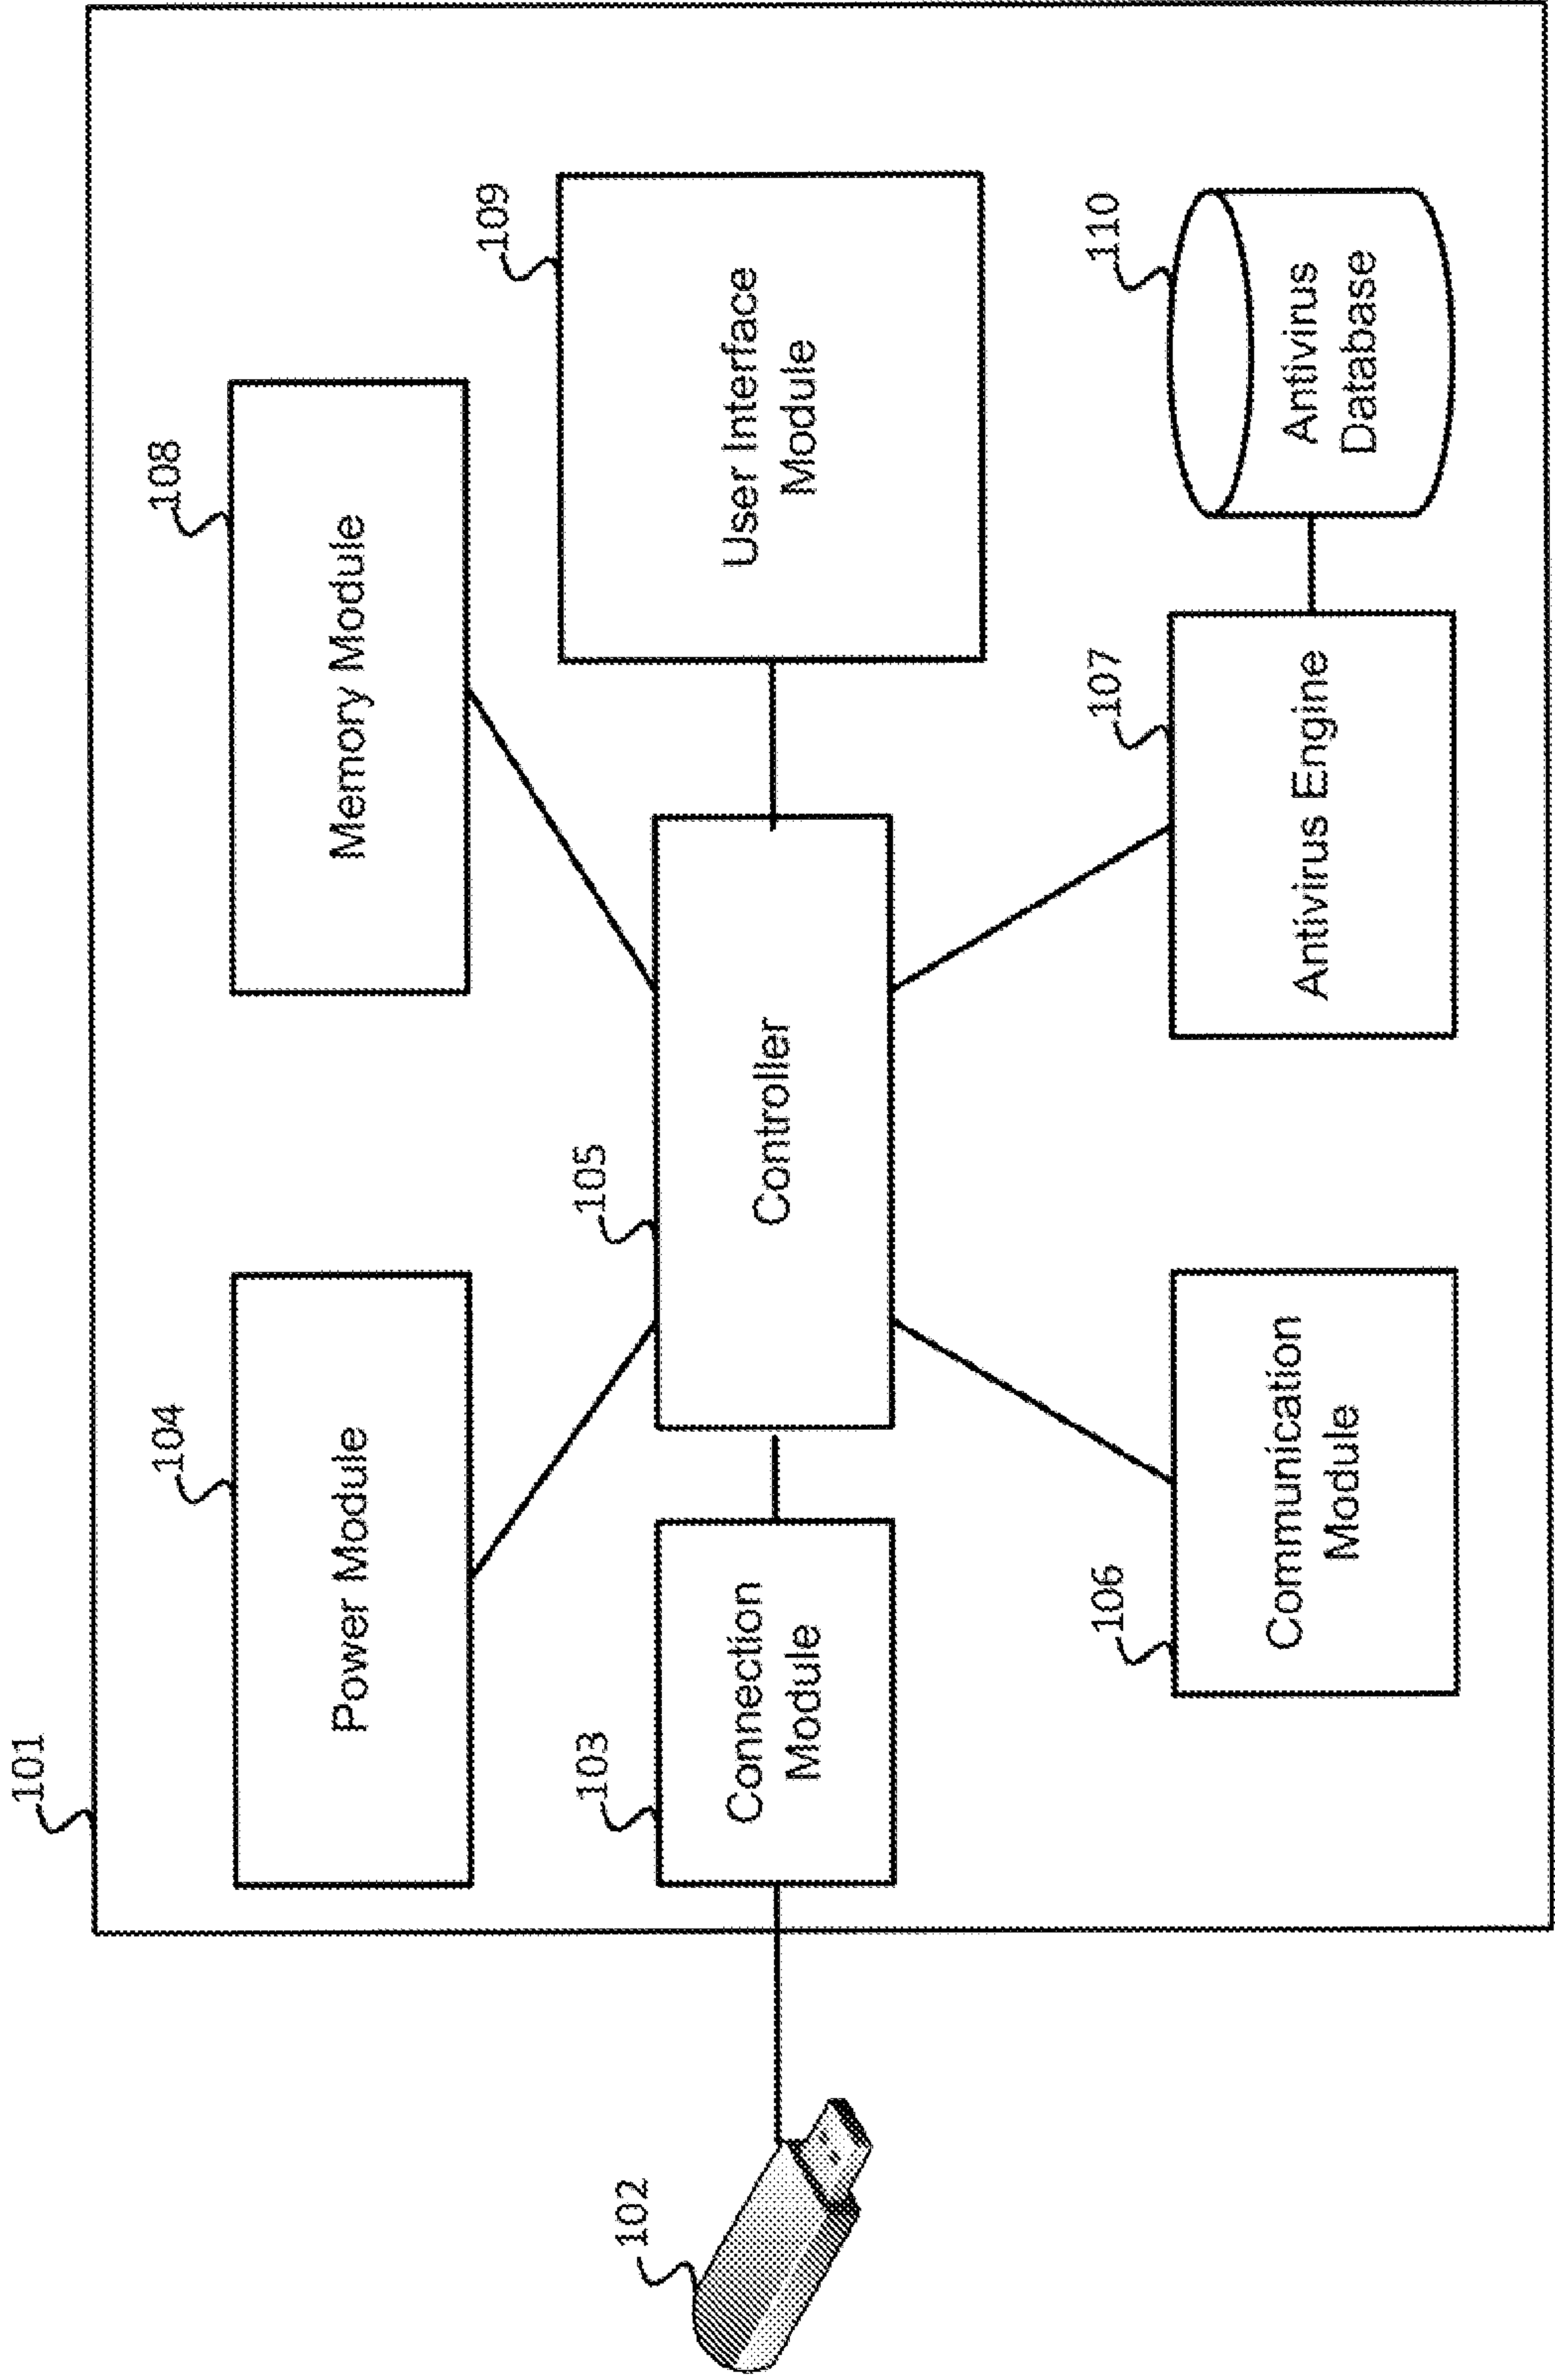 101
104
Power Module
108
Memory Module
102
103
Connection
Module
105
Controller
109
User Interface
Module
106
Communication
Module
107
Antivirus Engine
110
Antivirus
Database